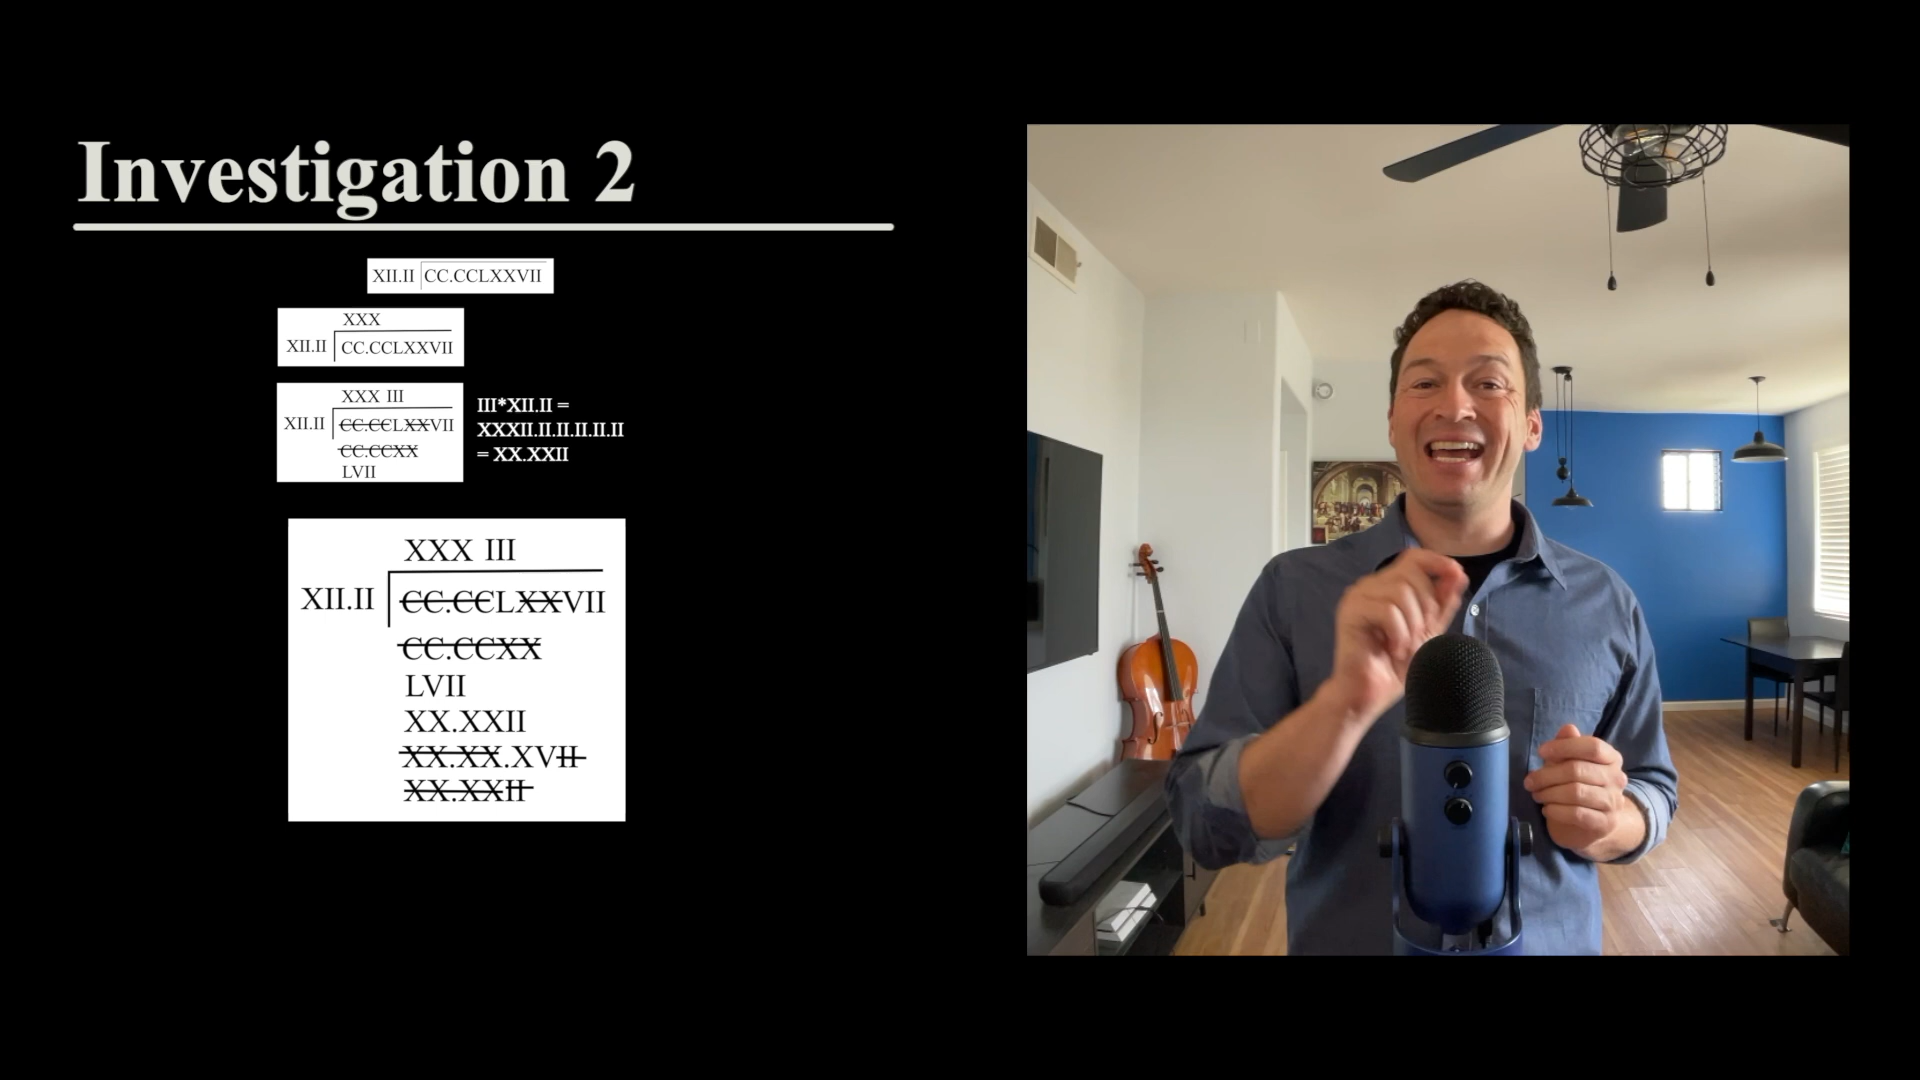 Investigation 2
XII.II CC.CCLXXVII
XXX
XII.II CC.CCLXXVII
XXX III
XII.II CC.CCLXXVII
CC.CCXX
LVII
III*XII.II =
XXXII.II.II.II.II.II
= XX.XXII
XXX III
XII.II CC.CCLXXVII
CC.CCXX
LVII
XX.XXII
XX.XX.XVII
XX.XXII